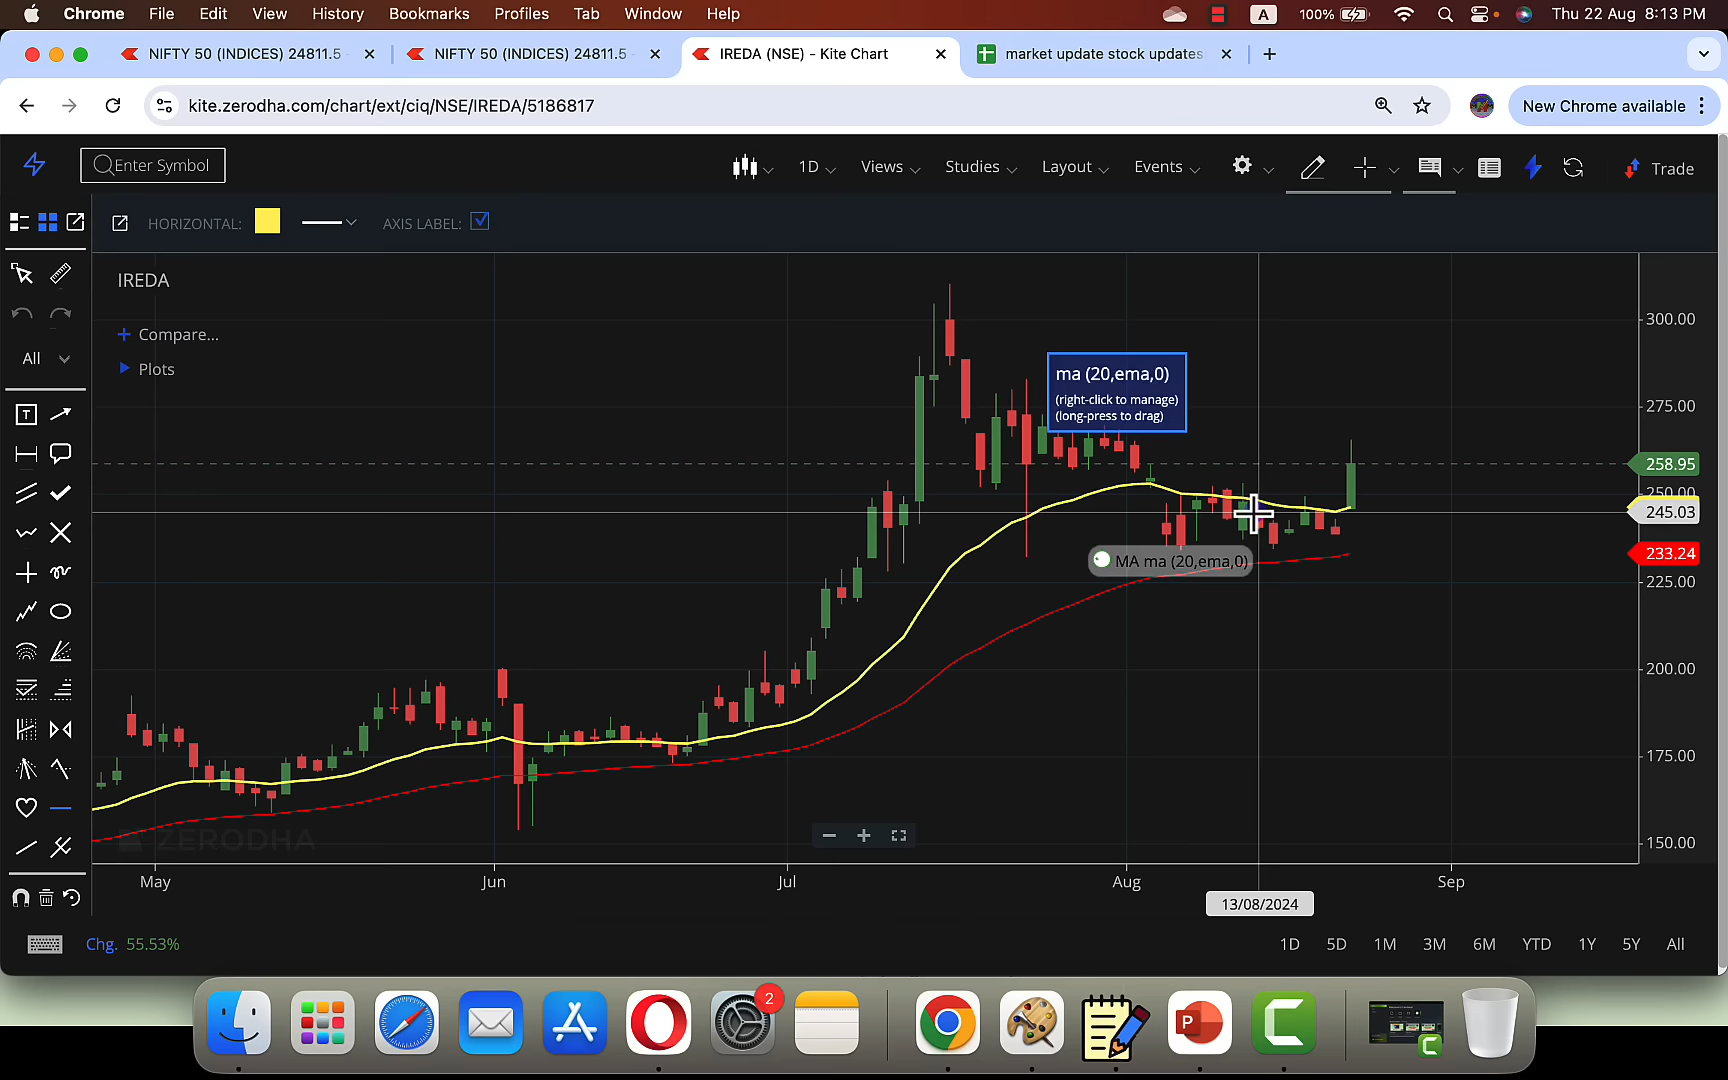 Chrome File Edit View History Bookmarks Profiles Tab Window Help A 100% Thu 22 Aug 8:13 PM
NIFTY 50 (INDICES) 24811.5 NIFTY 50 (INDICES) 24811.5 IREDA (NSE) - Kite Chart market update stock updates
kite.zerodha.com/chart/ext/ciq/NSE/IREDA/5186817 New Chrome available
Enter Symbol 1D Views Studies Layout Events Trade
HORIZONTAL: AXIS LABEL:
IREDA
Compare...
Plots
All
T
ma (20,ema,0)
(right-click to manage)
(long-press to drag)
MA ma (20,ema,0)
300.00
275.00
258.95
250.00
245.03
233.24
225.00
200.00
175.00
150.00
ZERODHA
May Jun Jul Aug Sep
13/08/2024
Chg. 55.53% 1D 5D 1M 3M 6M YTD 1Y 5Y All
2
P
C